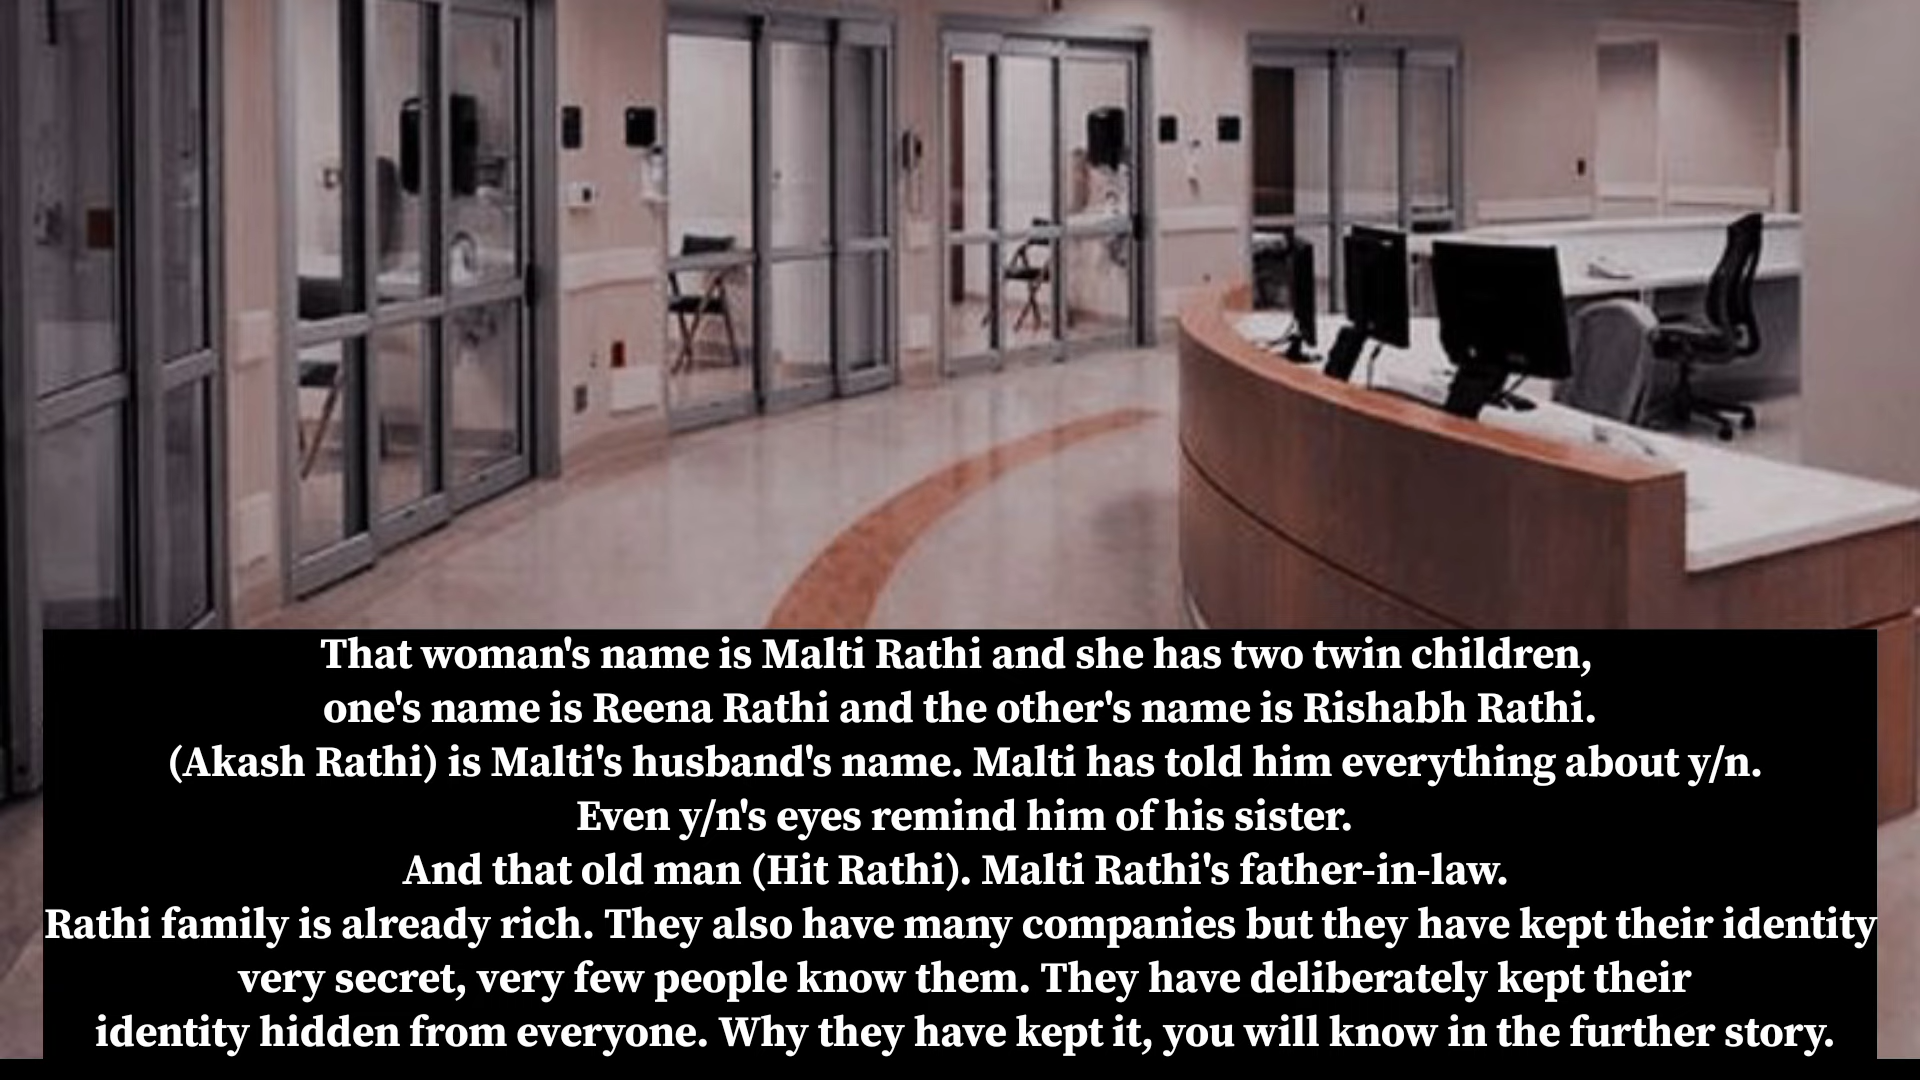 That woman's name is Malti Rathi and she has two twin children,
one's name is Reena Rathi and the other's name is Rishabh Rathi.
(Akash Rathi) is Malti's husband's name. Malti has told him everything about y/n.
Even y/n's eyes remind him of his sister.
And that old man (Hit Rathi). Malti Rathi's father-in-law.
Rathi family is already rich. They also have many companies but they have kept their identity
very secret, very few people know them. They have deliberately kept their
identity hidden from everyone. Why they have kept it, you will know in the further story.